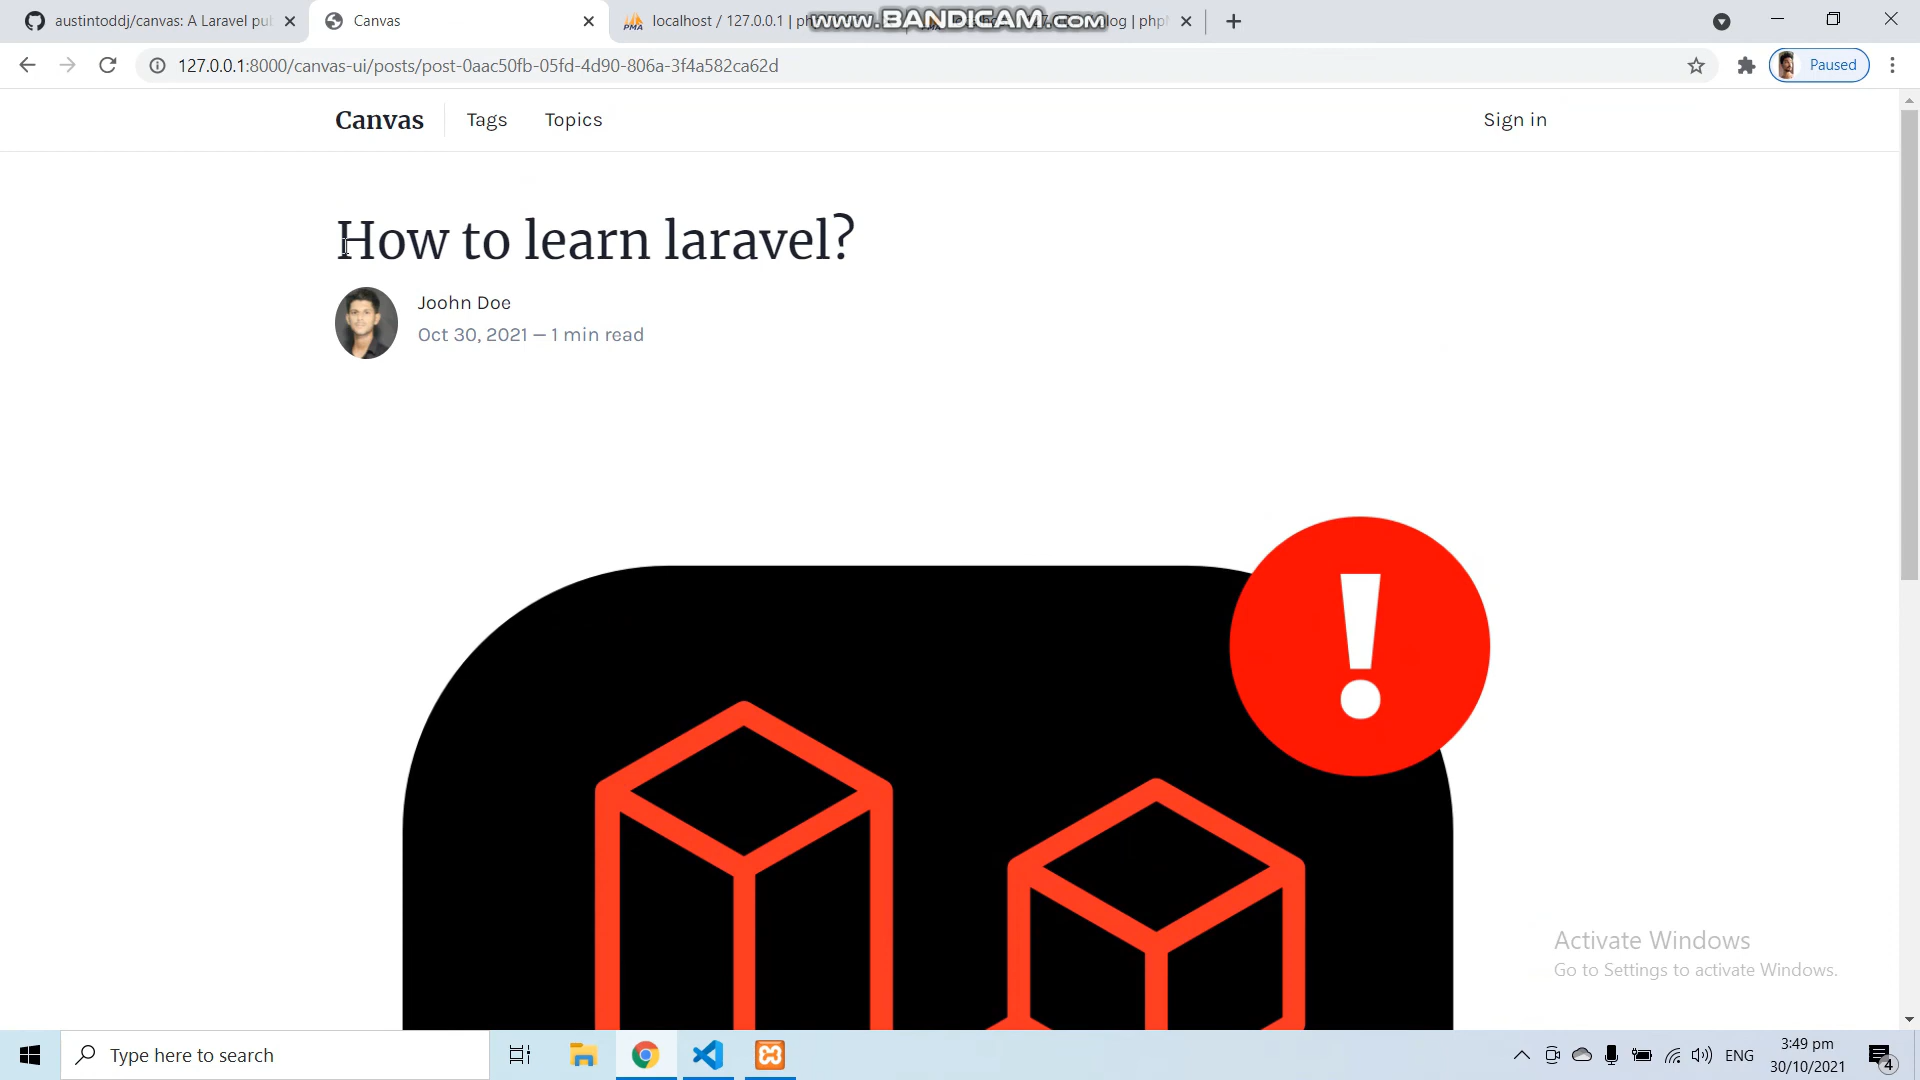 austintoddj/canvas: A Laravel pu
Canvas
localhost / 127.0.0.1 | ph
log | php
www.BANDICAM.com
127.0.0.1:8000/canvas-ui/posts/post-0aac50fb-05fd-4d90-806a-3f4a582ca62d
Paused
Canvas
Tags
Topics
Sign in
How to learn laravel?
Joohn Doe
Oct 30, 2021 — 1 min read
!
Activate Windows
Go to Settings to activate Windows.
Type here to search
ENG
3:49 pm
30/10/2021
4